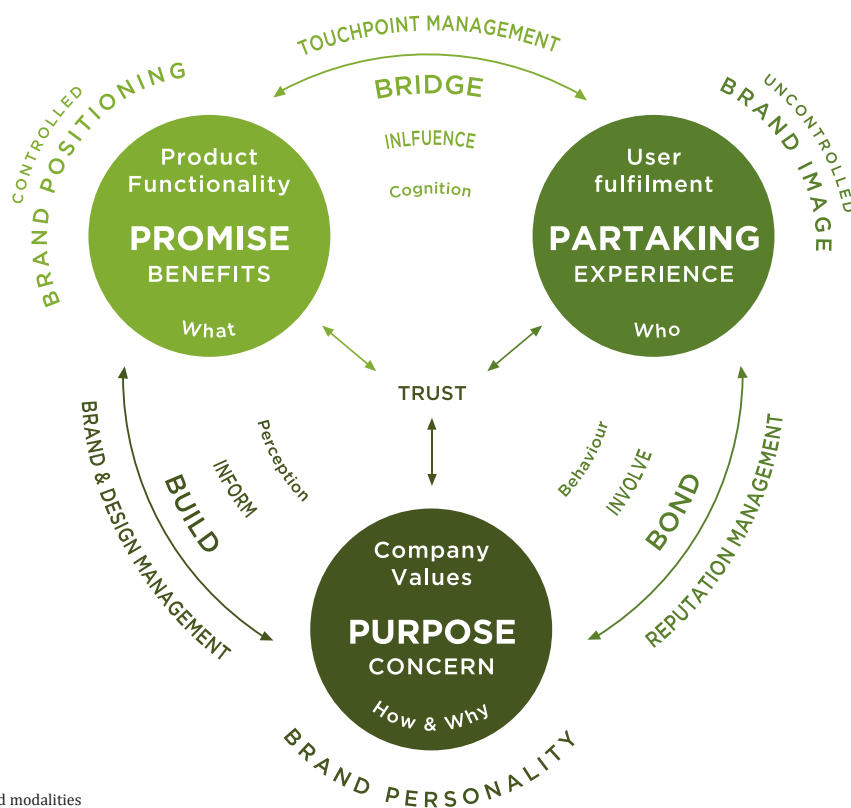 TOUCHPOINT MANAGEMENT
BRIDGE
INLFUENCE
Cognition
CONTROLLED
BRAND POSITIONING
UNCONTROLLED
BRAND IMAGE
Product
Functionality
PROMISE
BENEFITS
What
User
fulfilment
PARTAKING
EXPERIENCE
Who
TRUST
BRAND & DESIGN MANAGEMENT
BUILD
INFORM
Perception
Behaviour
INVOLVE
BOND
REPUTATION MANAGEMENT
Company
Values
PURPOSE
CONCERN
How & Why
BRAND PERSONALITY
d modalities